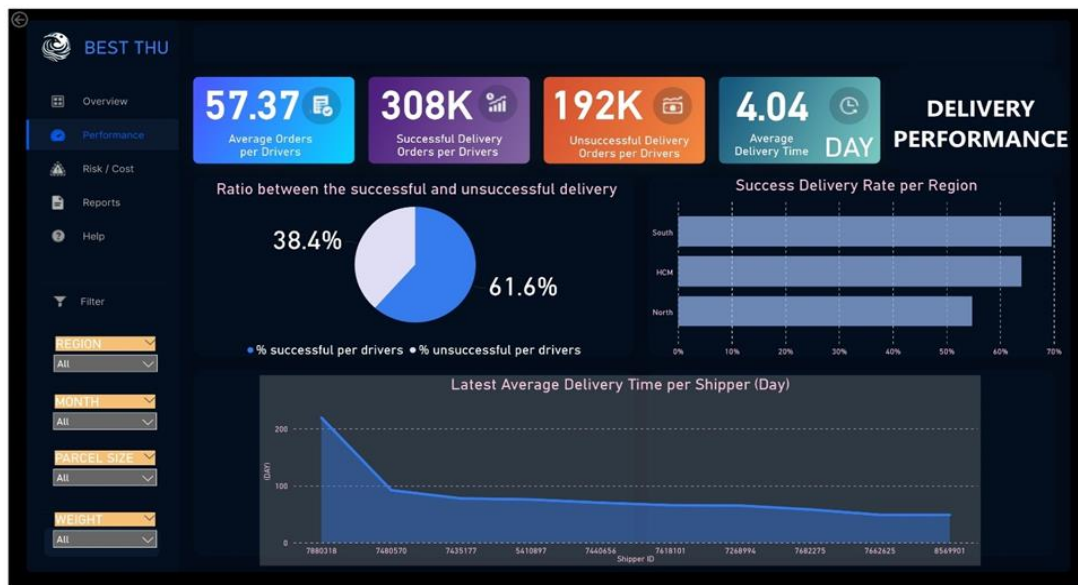 BEST THU
Overview
Performance
Risk / Cost
Reports
Help
Filter
REGION
All
MONTH
All
PARCEL SIZE
All
WEIGHT
All
57.37
Average Orders
per Drivers
308K
Successful Delivery
Orders per Drivers
192K
Unsuccessful Delivery
Orders per Drivers
4.04
Average
Delivery Time
DAY
DELIVERY
PERFORMANCE
Ratio between the successful and unsuccessful delivery
38.4%
61.6%
% successful per drivers
% unsuccessful per drivers
Success Delivery Rate per Region
South
HCM
North
0% 10% 20% 30% 40% 50% 60% 70%
Latest Average Delivery Time per Shipper (Day)
(DAY)
200
100
0
7880318 7480570 7435177 5410897 7440656 7618101 7268994 7682275 7662625 8569901
Shipper ID